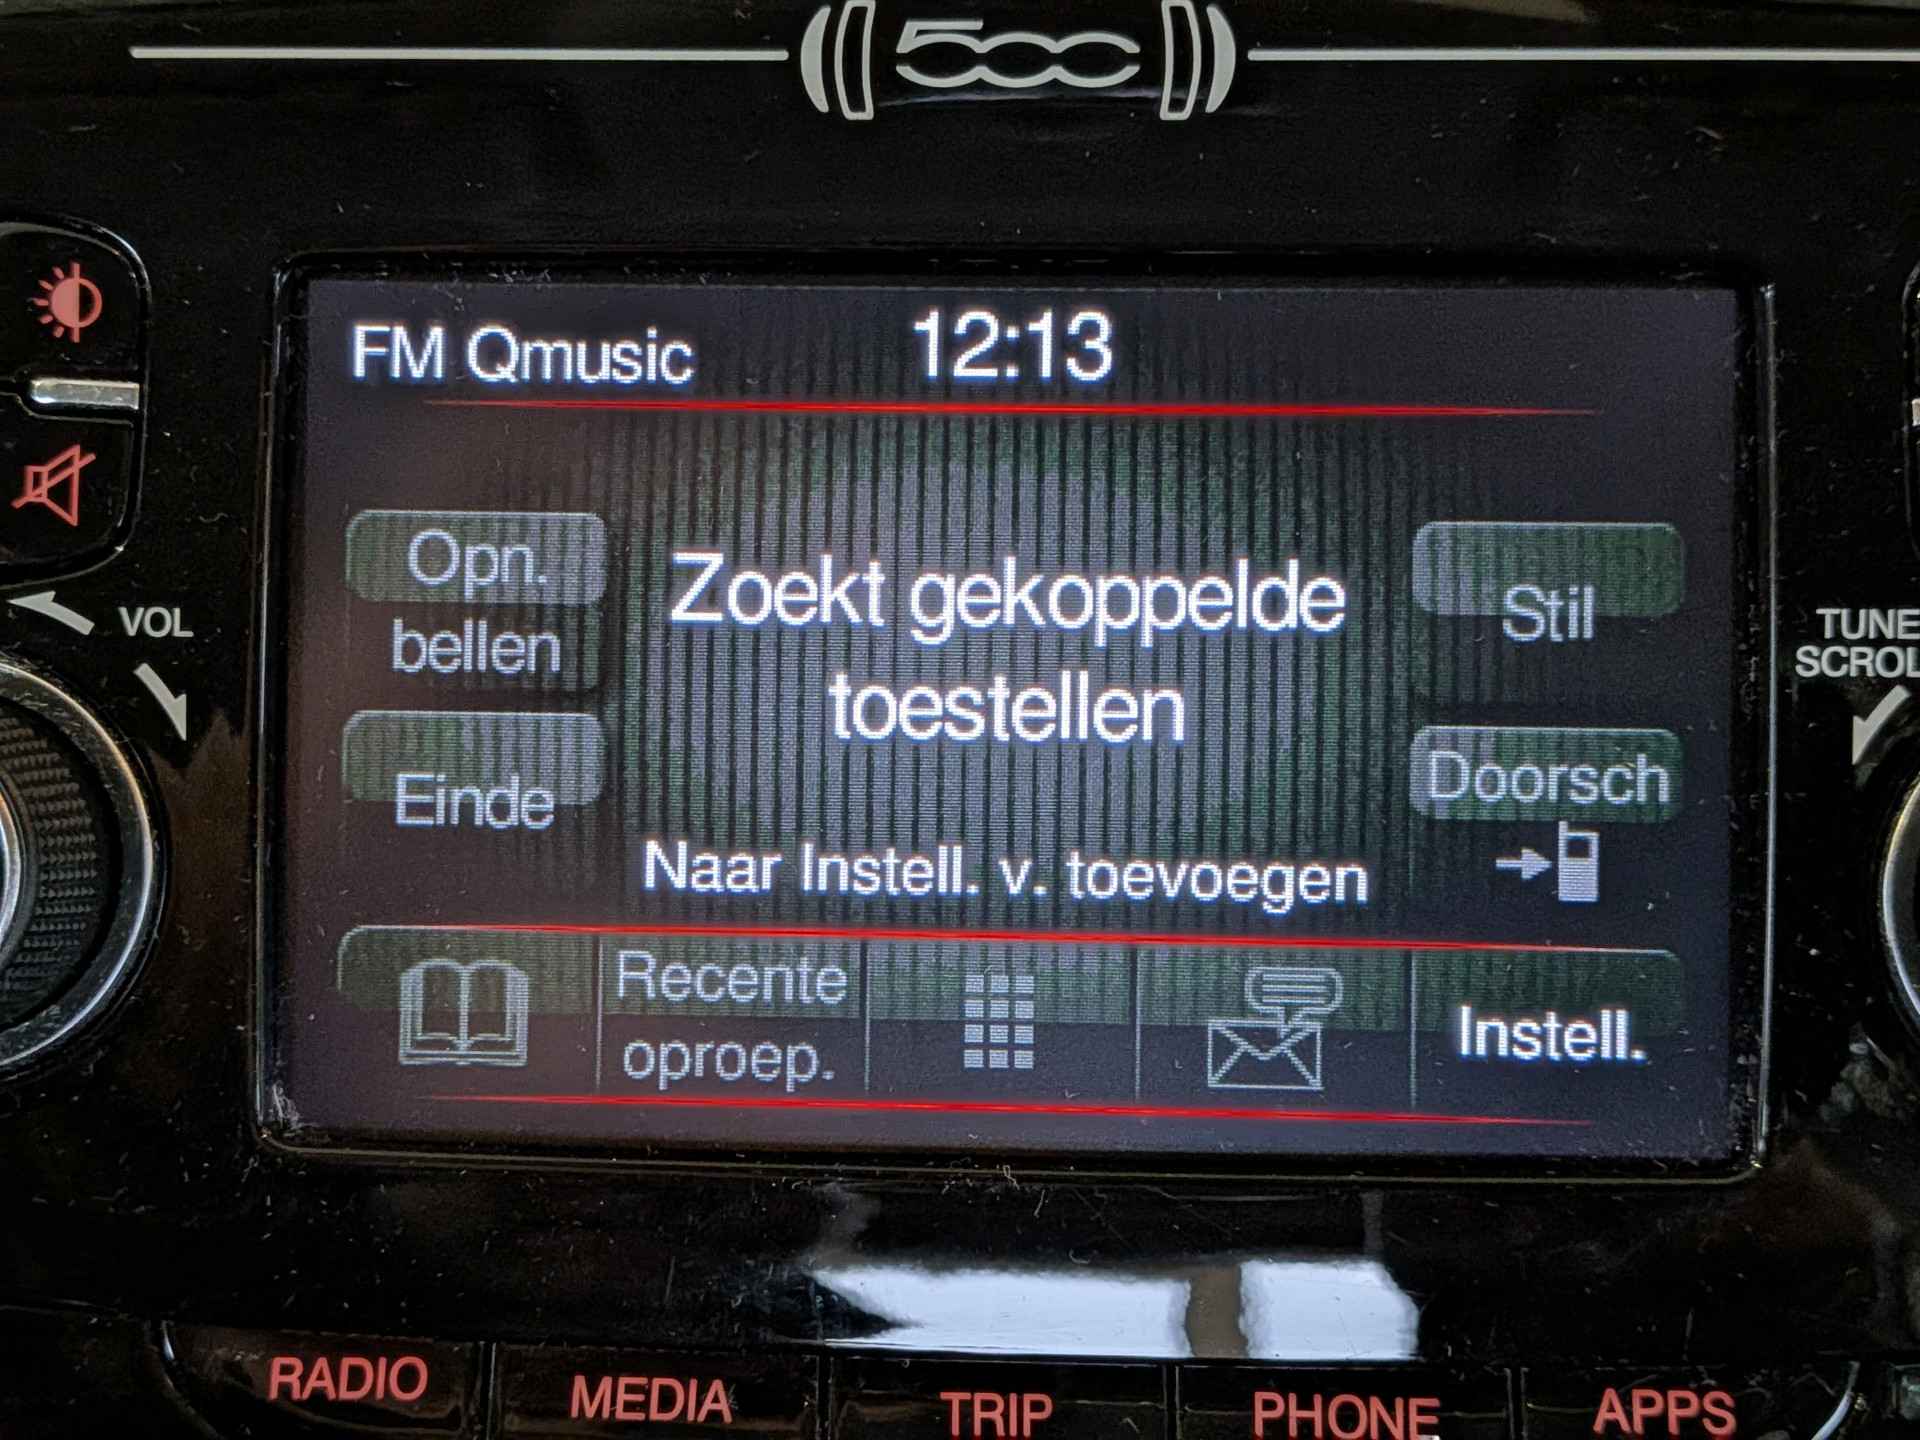 500
FM Qmusic
12:13
Opn.
bellen
Zoekt gekoppelde
toestellen
Stil
VOL
TUNE
Einde
Doorsch
Naar Instell. v. toevoegen
Recente
oproep.
Instell.
RADIO
MEDIA
TRIP
PHONE
APPS